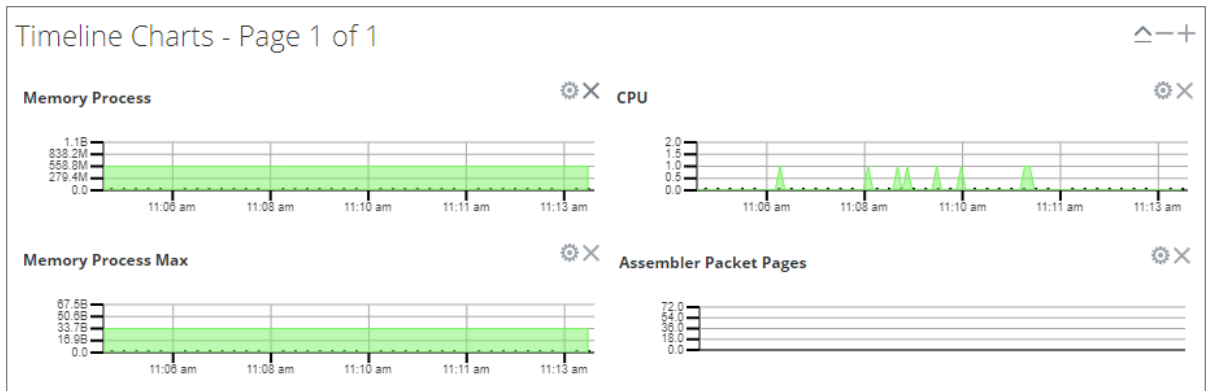 Timeline Charts - Page 1 of 1
Memory Process
1.1B
838.2M
558.8M
279.4M
0.0
11:06 am 11:08 am 11:10 am 11:11 am 11:13 am
CPU
2.0
1.5
1.0
0.5
0.0
11:06 am 11:08 am 11:10 am 11:11 am 11:13 am
Memory Process Max
67.5B
50.6B
33.7B
16.9B
0.0
11:06 am 11:08 am 11:10 am 11:11 am 11:13 am
Assembler Packet Pages
72.0
54.0
36.0
18.0
0.0